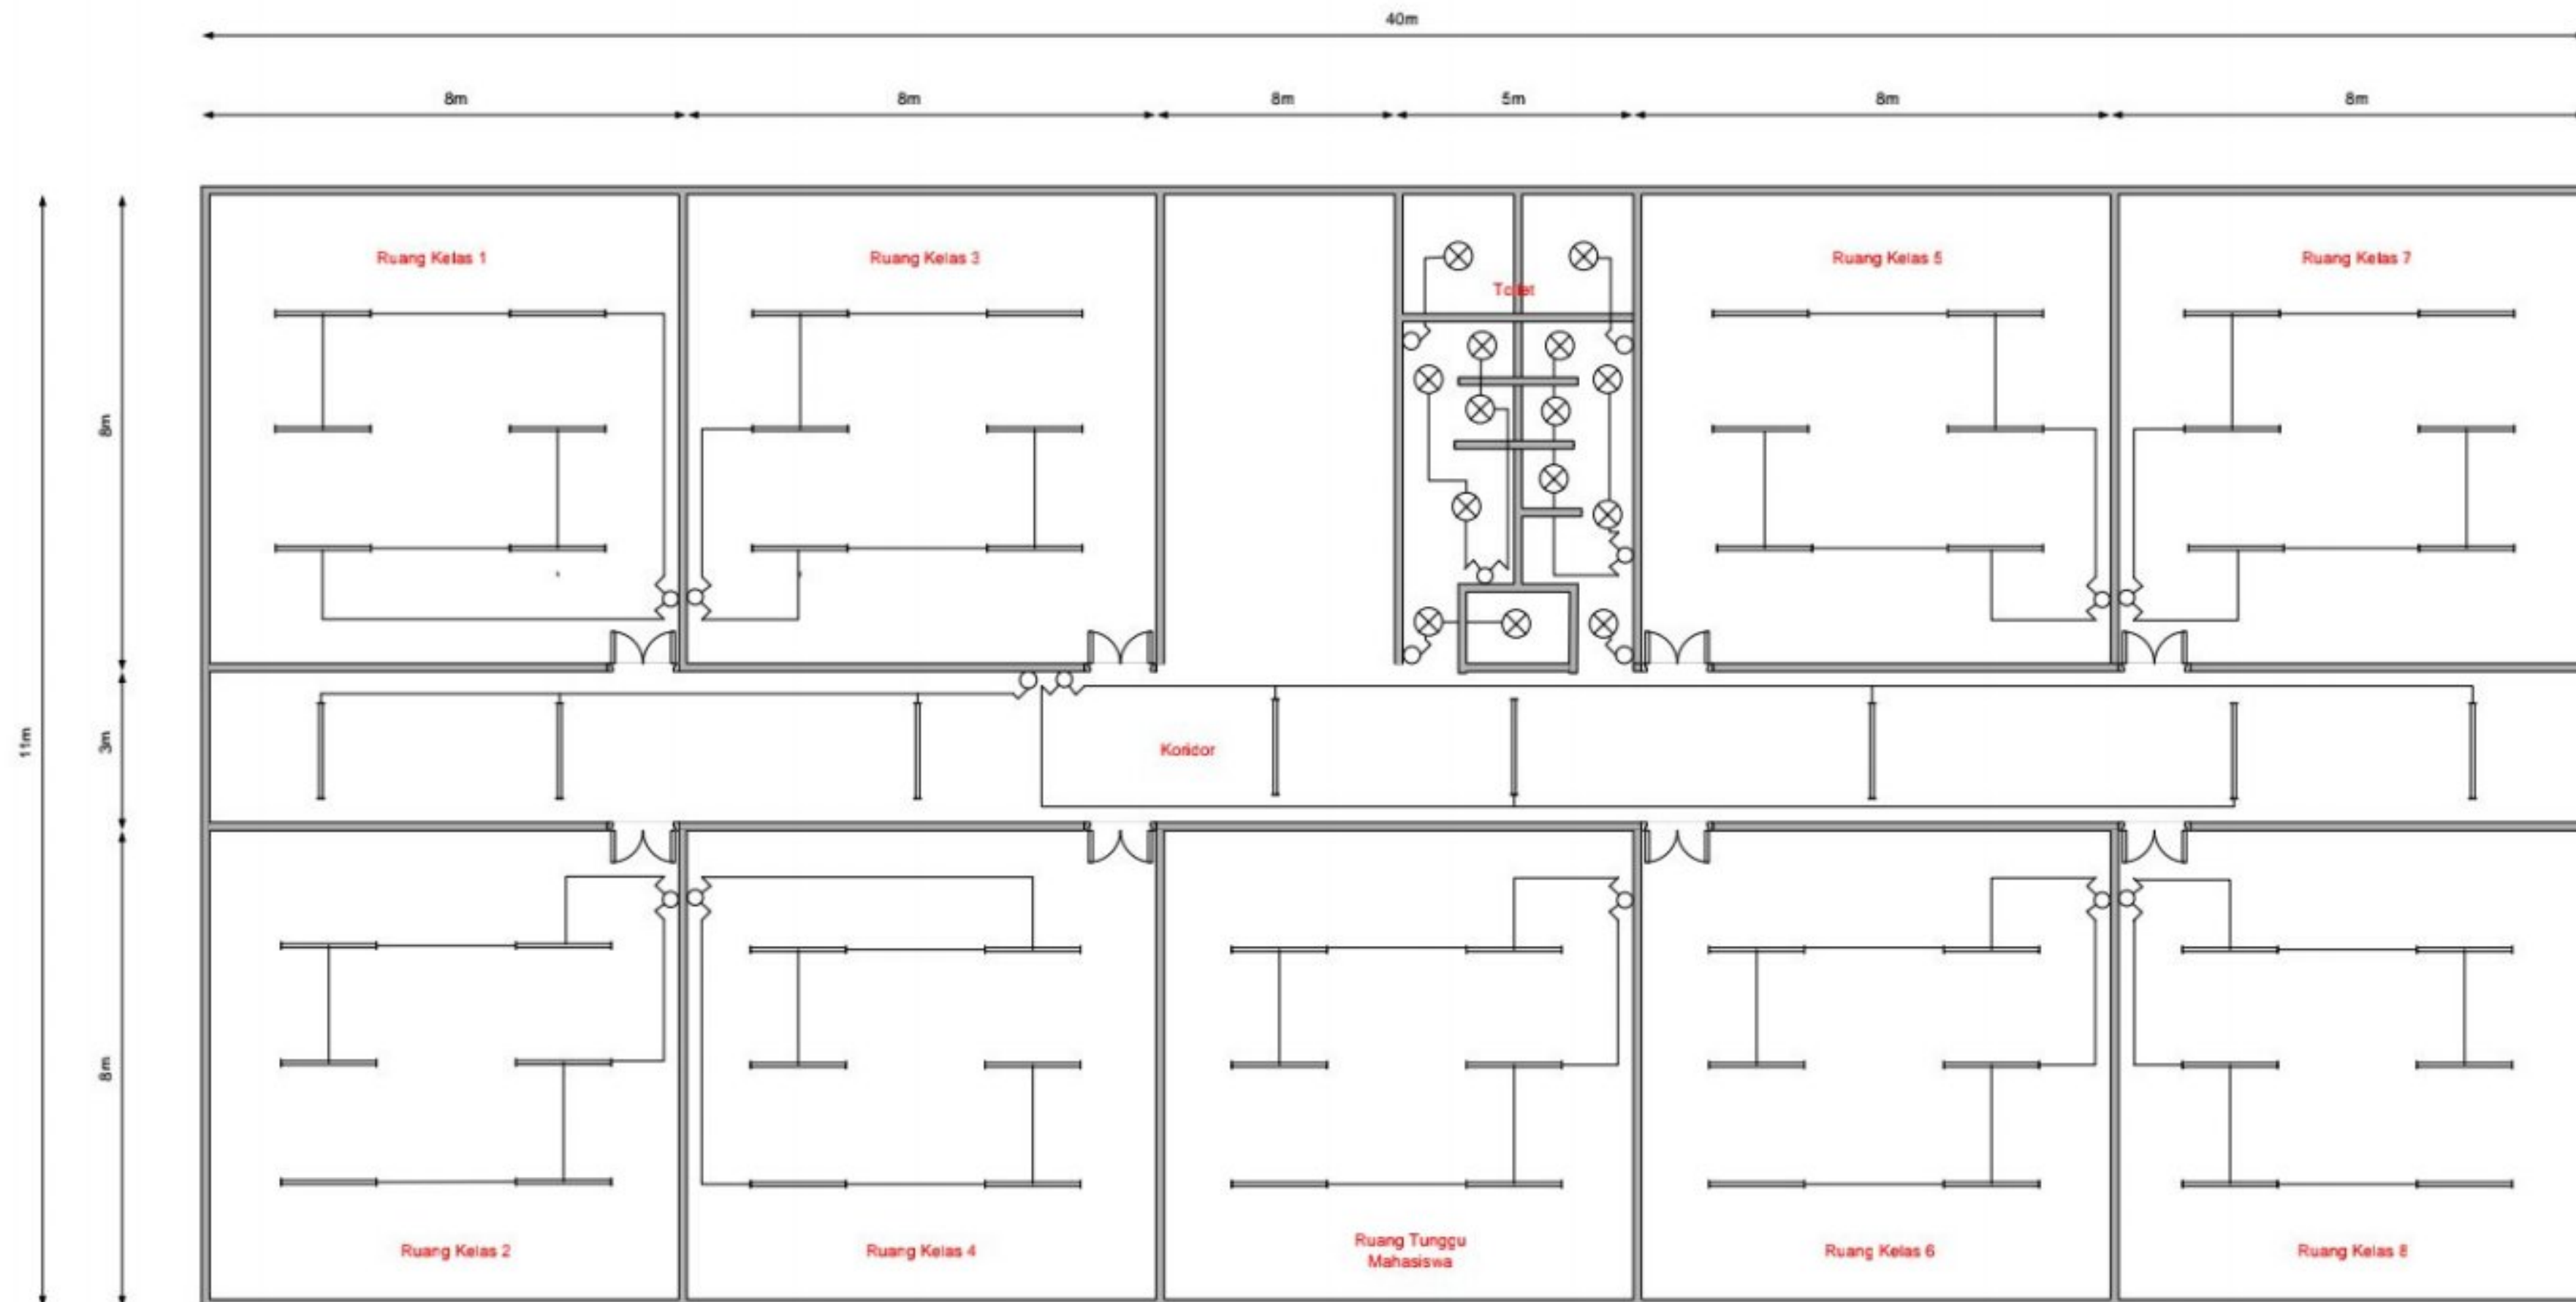 40m
8m
8m
8m
5m
8m
8m
Ruang Kelas 1
Ruang Kelas 3
Toilet
Ruang Kelas 5
Ruang Kelas 7
8m
11m
3m
Koridor
8m
Ruang Kelas 2
Ruang Kelas 4
Ruang Tunggu
Mahasiswa
Ruang Kelas 6
Ruang Kelas 8